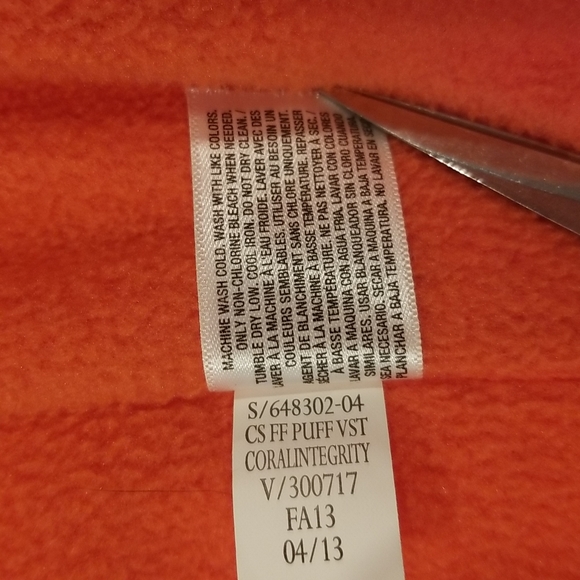 MACHINE WASH COLD. WASH WITH LIKE COLORS.
ONLY NON-CHLORINE BLEACH WHEN NEEDED.
TUMBLE DRY LOW. COOL IRON. DO NOT DRY CLEAN./
LAVER À LA MACHINE À L'EAU FROIDE. LAVER AVEC DES
COULEURS SEMBLABLES. UTILISER AU BESOIN UN
AGENT DE BLANCHIMENT SANS CHLORE UNIQUEMENT.
SÉCHER À LA MACHINE À BASSE TEMPÉRATURE. REPASSER
À BASSE TEMPÉRATURE. NE PAS NETTOYER À SEC./
LAVAR A MAQUINA CON AGUA FRIA. LAVAR CON COLORES
SIMILARES. USAR BLANQUEADOR SIN CLORO CUANDO
SEA NECESARIO. SECAR A MAQUINA A BAJA TEMPERATURA.
PLANCHAR A BAJA TEMPERATURA. NO LAVAR EN
S/648302-04
CS FF PUFF VST
CORALINTEGRITY
V/300717
FA13
04/13